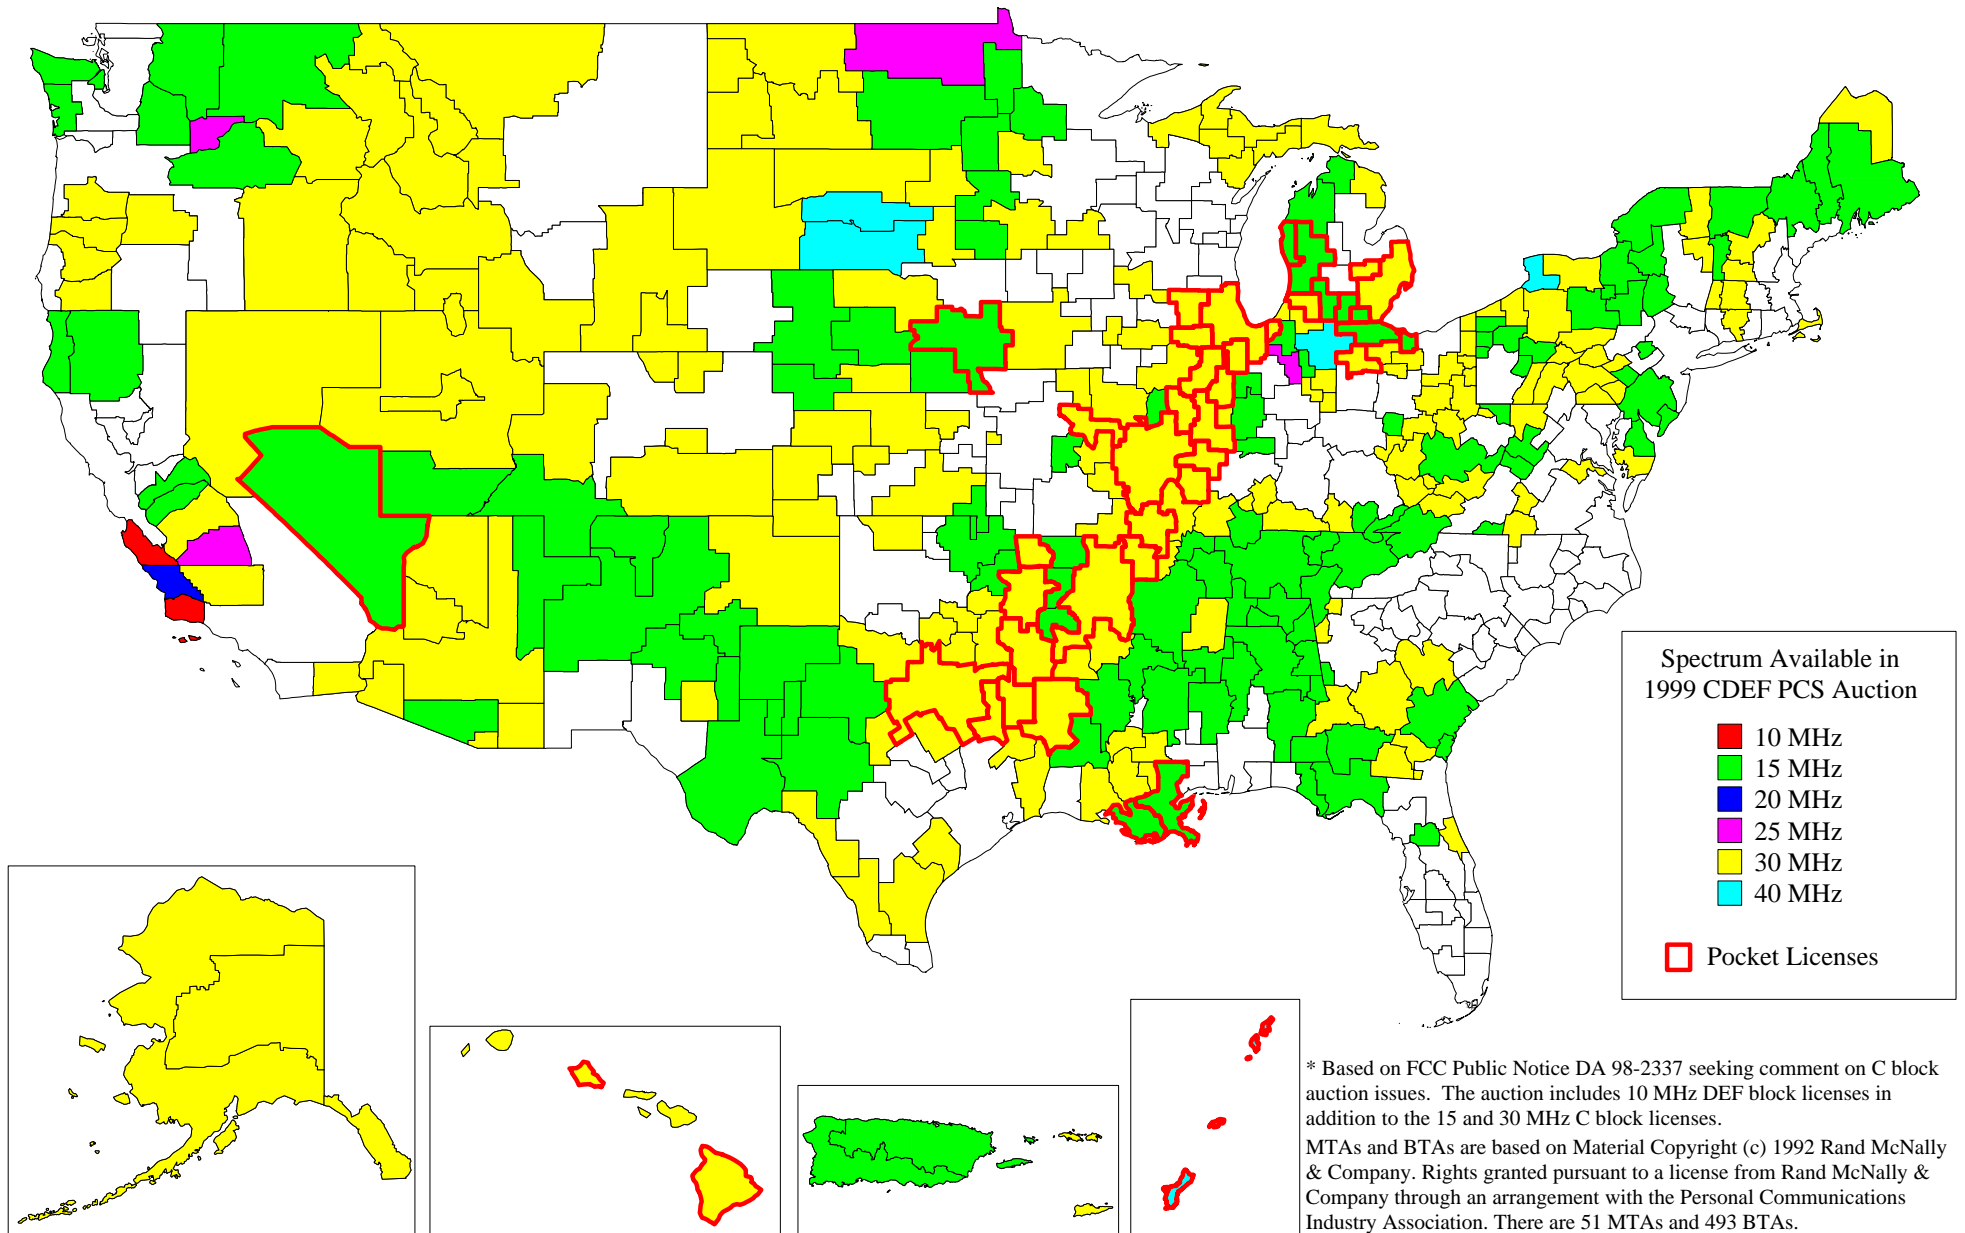 Spectrum Available in
1999 CDEF PCS Auction
10 MHz
15 MHz
20 MHz
25 MHz
30 MHz
40 MHz
Pocket Licenses
* Based on FCC Public Notice DA 98-2337 seeking comment on C block
auction issues. The auction includes 10 MHz DEF block licenses in
addition to the 15 and 30 MHz C block licenses.
MTAs and BTAs are based on Material Copyright (c) 1992 Rand McNally
& Company. Rights granted pursuant to a license from Rand McNally &
Company through an arrangement with the Personal Communications
Industry Association. There are 51 MTAs and 493 BTAs.